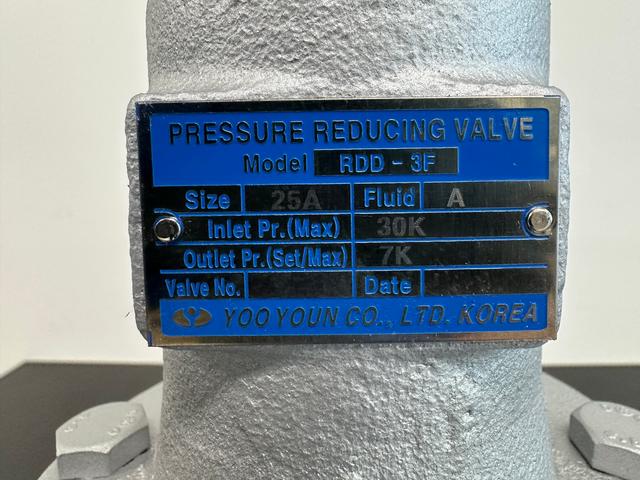 PRESSURE REDUCING VALVE
Model RDD - 3F
Size 25A Fluid A
Inlet Pr.(Max) 30K
Outlet Pr.(Set/Max) 7K
Valve No. Date
YOO YOUN CO., LTD. KOREA